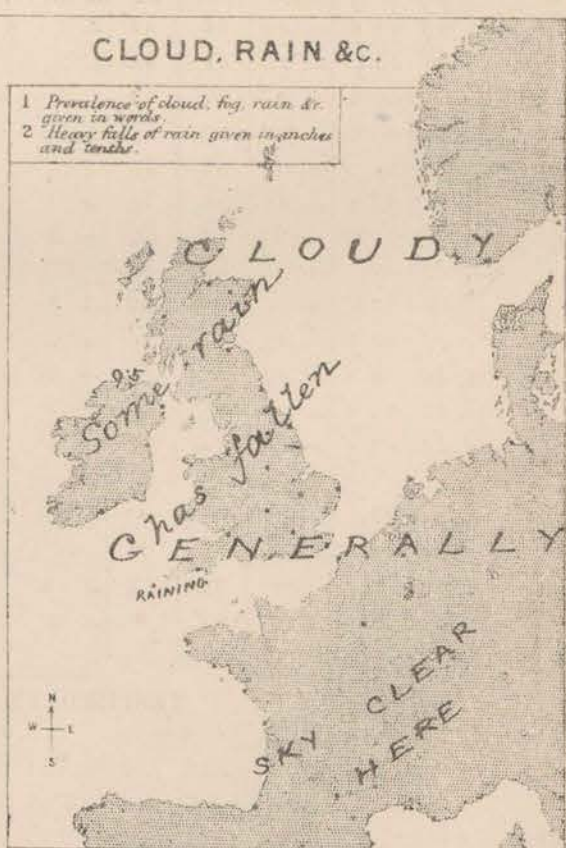 CLOUD, RAIN &c.
1 Prevalence of cloud, fog, rain &c.
given in words.
2 Heavy falls of rain given in inches
and tenths.
CLOUDY
Some rain
has fallen
GENERALLY
RAINING
SKY CLEAR
HERE
N
W E
S